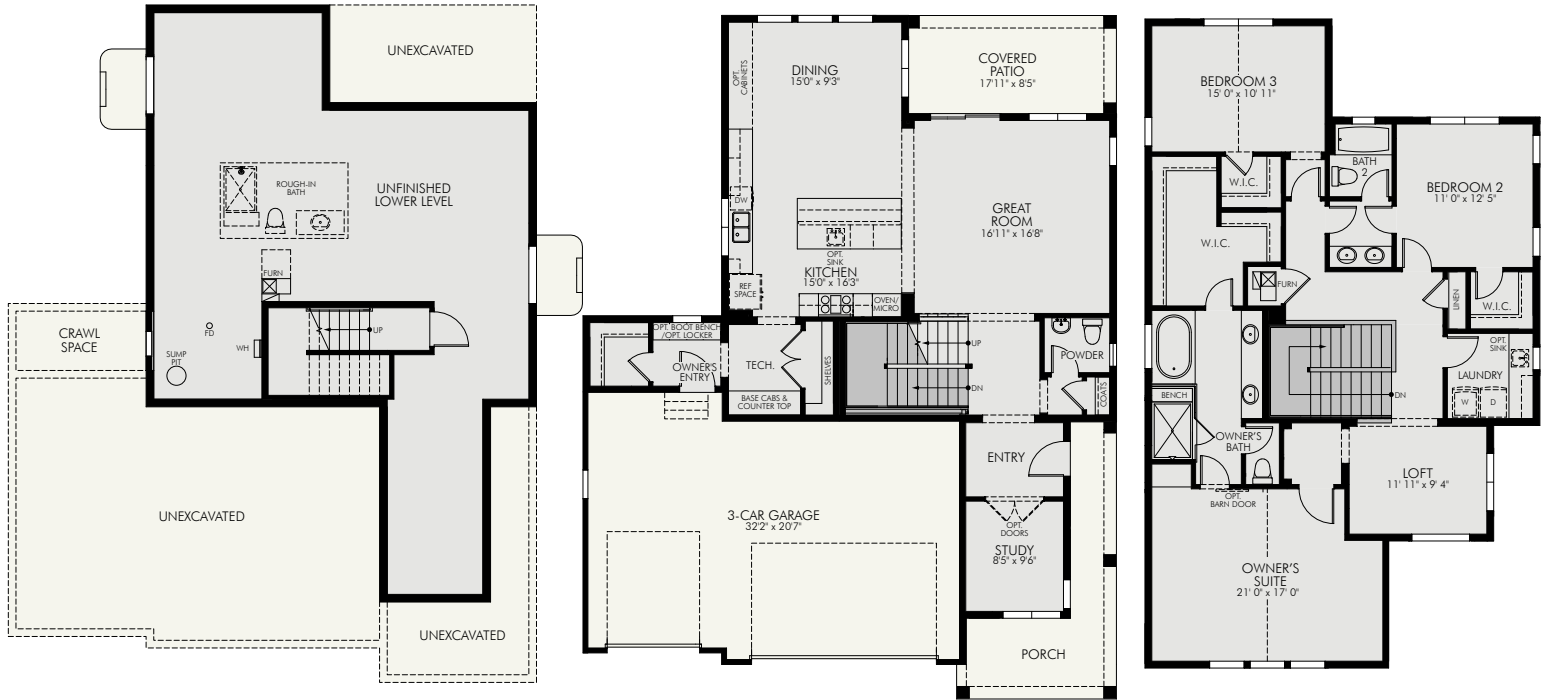 UNEXCAVATED
ROUGH-IN
BATH
UNFINISHED
LOWER LEVEL
FURN
CRAWL
SPACE
FD
UP
WH
SUMP
PIT
UNEXCAVATED
UNEXCAVATED
DINING
15'0" x 9'3"
OPT.
CABINETS
COVERED
PATIO
17'11" x 8'5"
DW
GREAT
ROOM
16'11" x 16'8"
OPT.
SINK
KITCHEN
15'0" x 16'3"
REF
SPACE
OVEN/
MICRO
OPT. BOOT BENCH
/OPT. LOCKER
OWNER'S
ENTRY
TECH.
SHELVES
BASE CABS &
COUNTER TOP
UP
DN
POWDER
COATS
ENTRY
3-CAR GARAGE
32'2" x 20'7"
OPT.
DOORS
STUDY
8'5" x 9'6"
PORCH
BEDROOM 3
15' 0" x 10' 11"
W.I.C.
BATH
2
BEDROOM 2
11' 0" x 12' 5"
W.I.C.
FURN
LINEN
W.I.C.
OPT.
SINK
LAUNDRY
W
D
DN
BENCH
OWNER'S
BATH
LOFT
11' 11" x 9' 4"
OPT.
BARN DOOR
OWNER'S
SUITE
21' 0" x 17' 0"